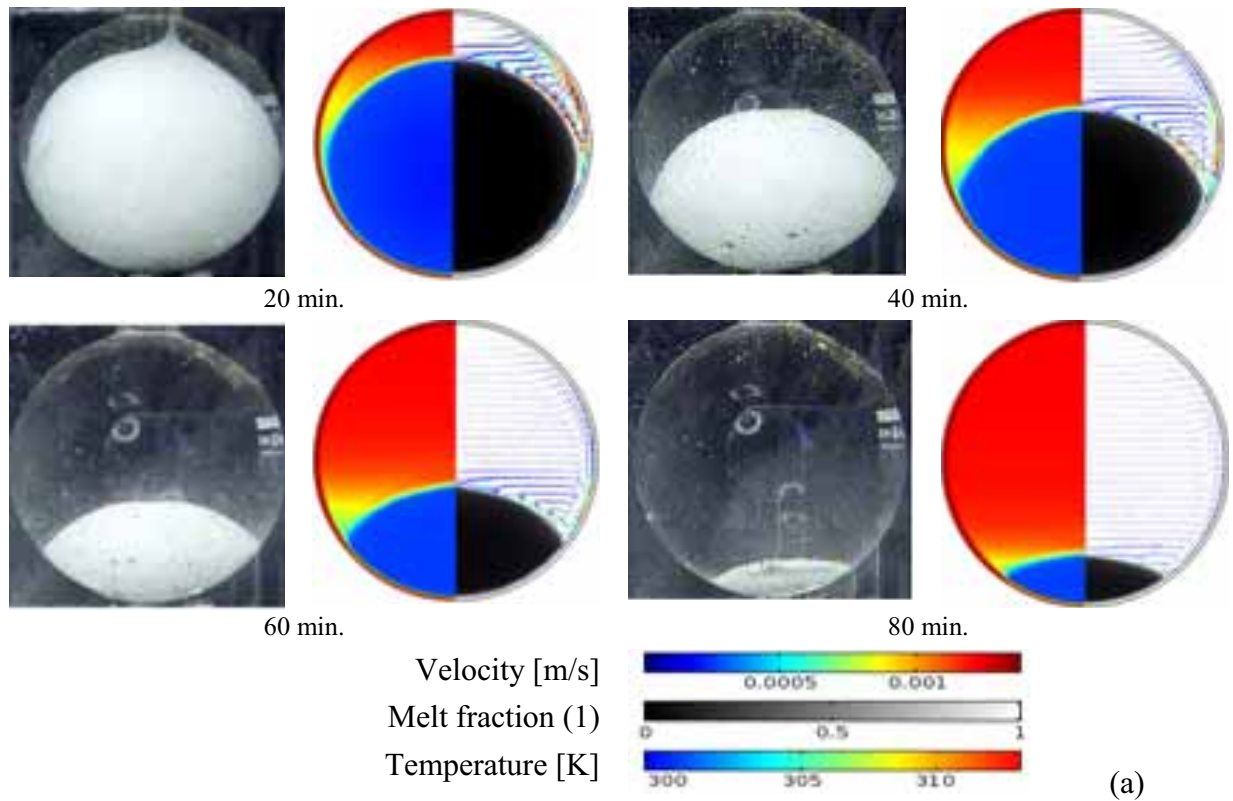 20 min.
40 min.
60 min.
80 min.
Velocity [m/s]
0.0005 0.001
Melt fraction (1)
0 0.5 1
Temperature [K]
300 305 310
(a)